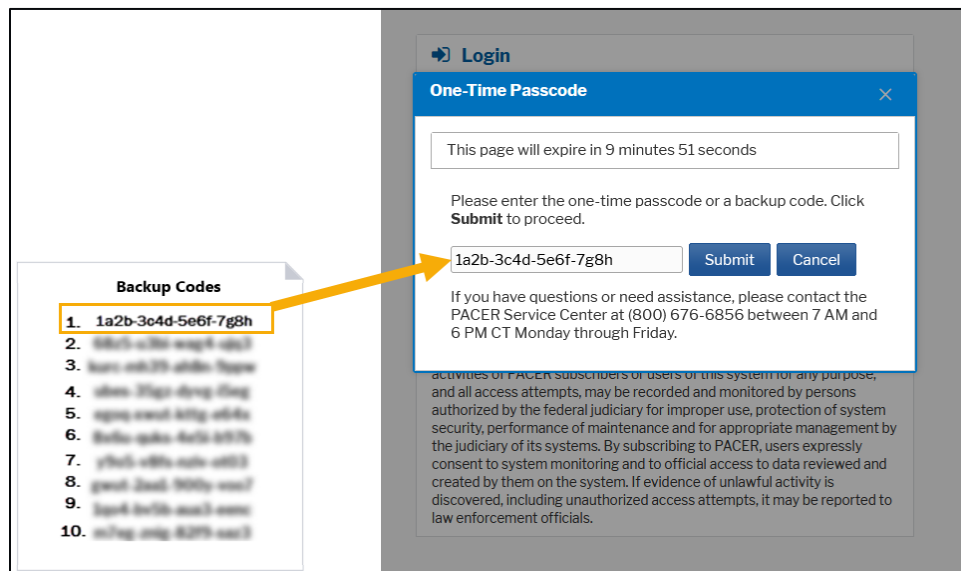 Login
One-Time Passcode
This page will expire in 9 minutes 51 seconds
Please enter the one-time passcode or a backup code. Click
Submit to proceed.
1a2b-3c4d-5e6f-7g8h
Submit
Cancel
If you have questions or need assistance, please contact the
PACER Service Center at (800) 676-6856 between 7 AM and
6 PM CT Monday through Friday.
activities of PACER subscribers or users of this system for any purpose,
and all access attempts, may be recorded and monitored by persons
authorized by the federal judiciary for improper use, protection of system
security, performance of maintenance and for appropriate management by
the judiciary of its systems. By subscribing to PACER, users expressly
consent to system monitoring and to official access to data reviewed and
created by them on the system. If evidence of unlawful activity is
discovered, including unauthorized access attempts, it may be reported to
law enforcement officials.
Backup Codes
1. 1a2b-3c4d-5e6f-7g8h
2.
3.
4.
5.
6.
7.
8.
9.
10.